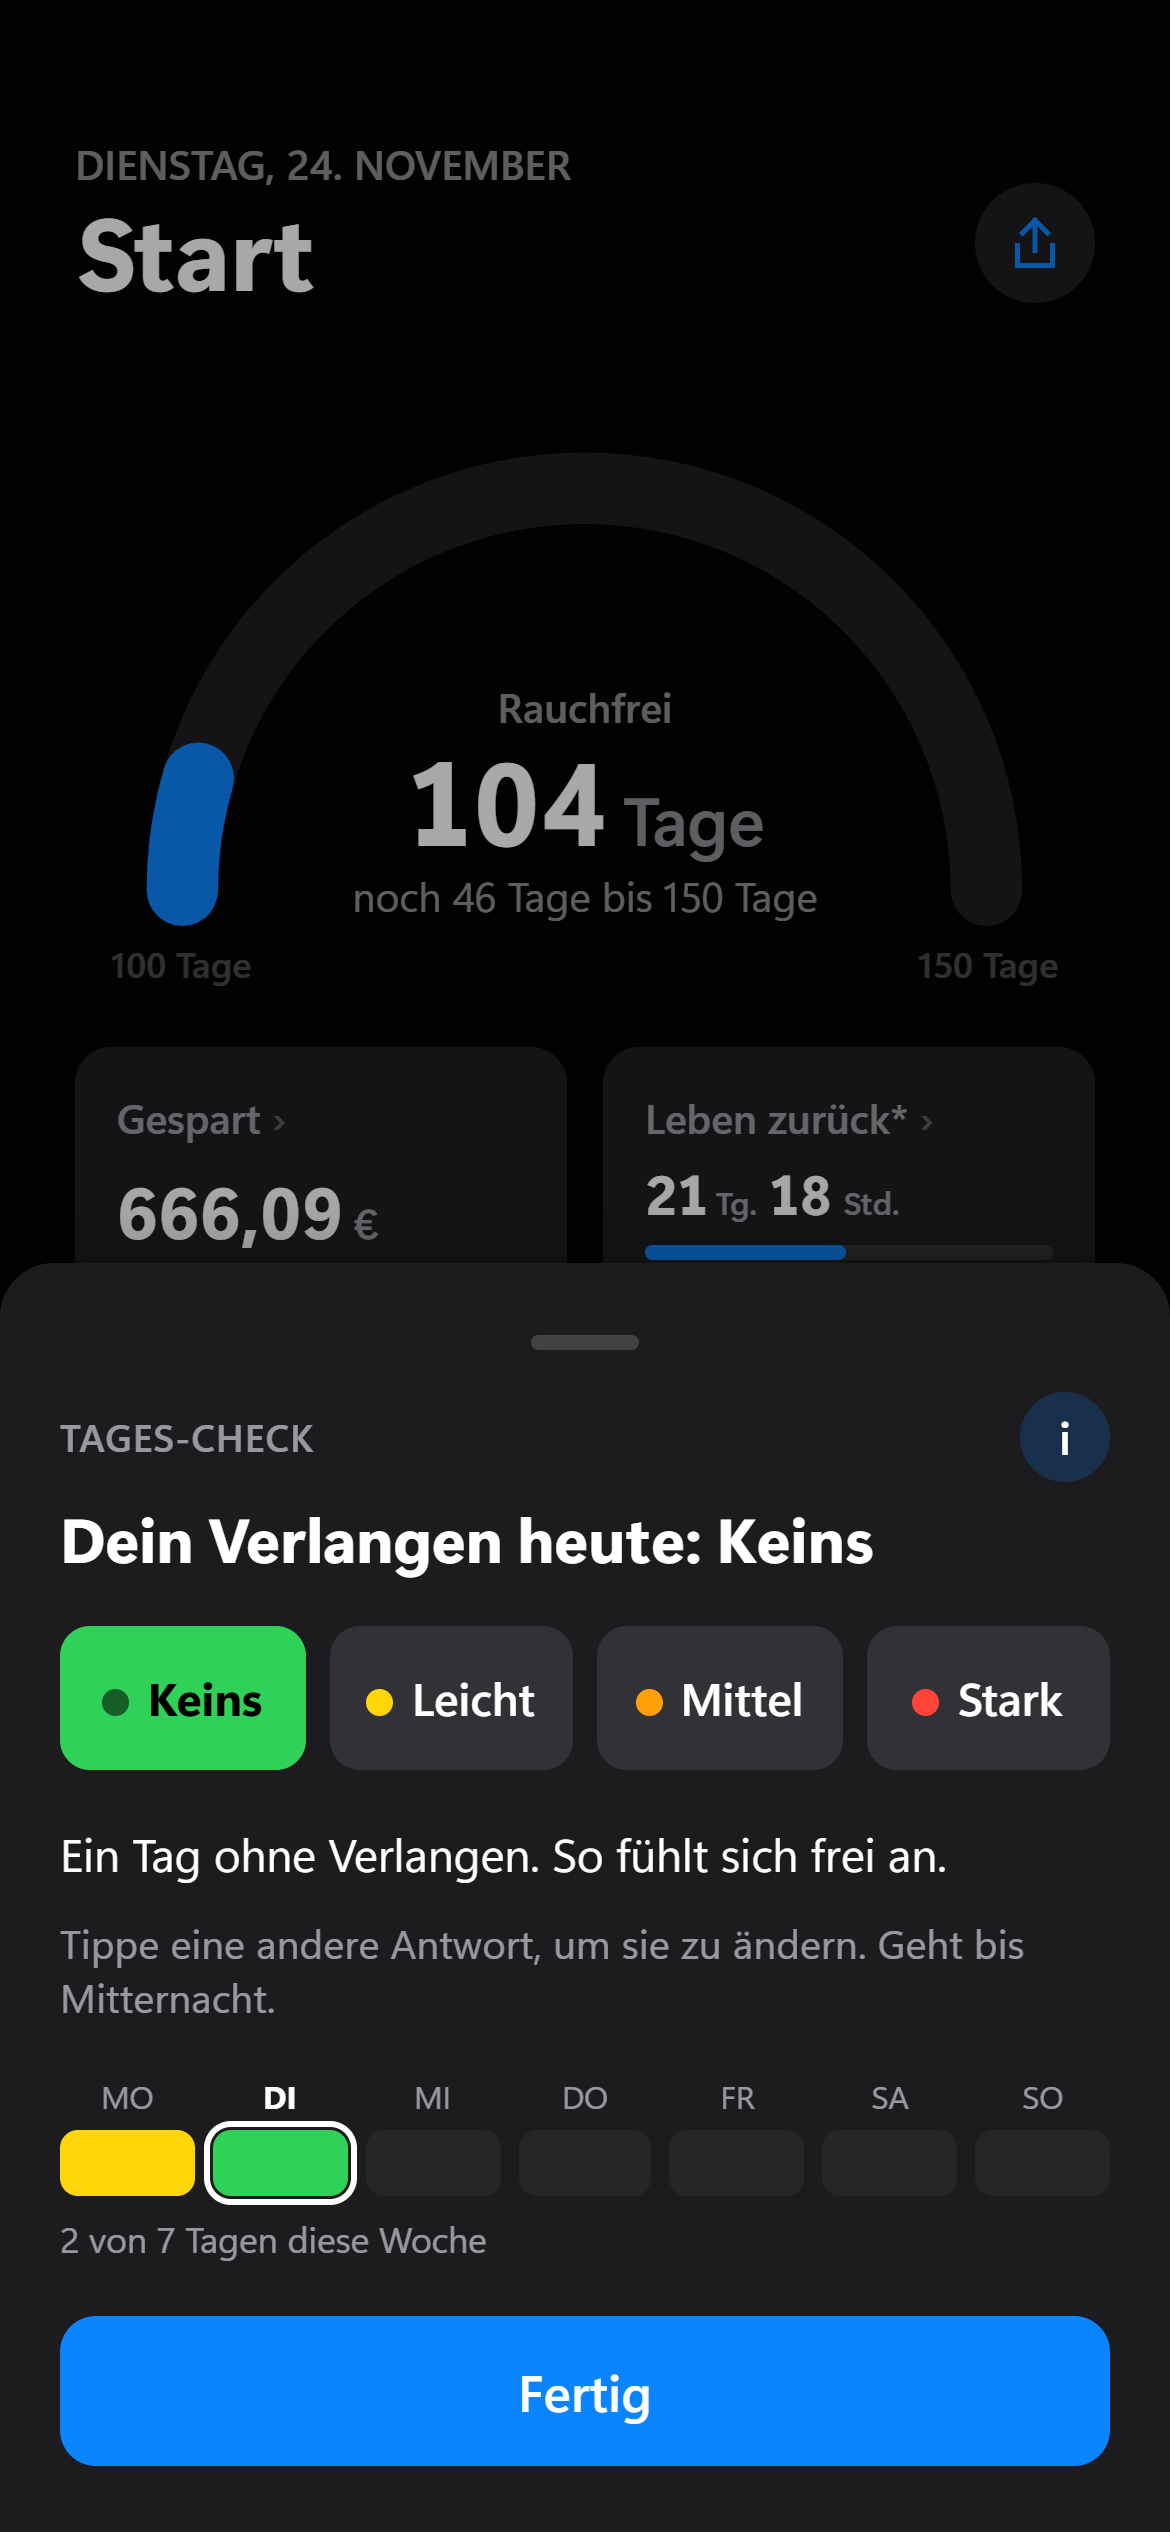 DIENSTAG, 24. NOVEMBER
Start
Rauchfrei
104 Tage
noch 46 Tage bis 150 Tage
100 Tage
150 Tage
Gespart ›
666,09 €
Leben zurück* ›
21 Tg. 18 Std.
TAGES-CHECK
i
Dein Verlangen heute: Keins
Keins
Leicht
Mittel
Stark
Ein Tag ohne Verlangen. So fühlt sich frei an.
Tippe eine andere Antwort, um sie zu ändern. Geht bis
Mitternacht.
MO DI MI DO FR SA SO
2 von 7 Tagen diese Woche
Fertig